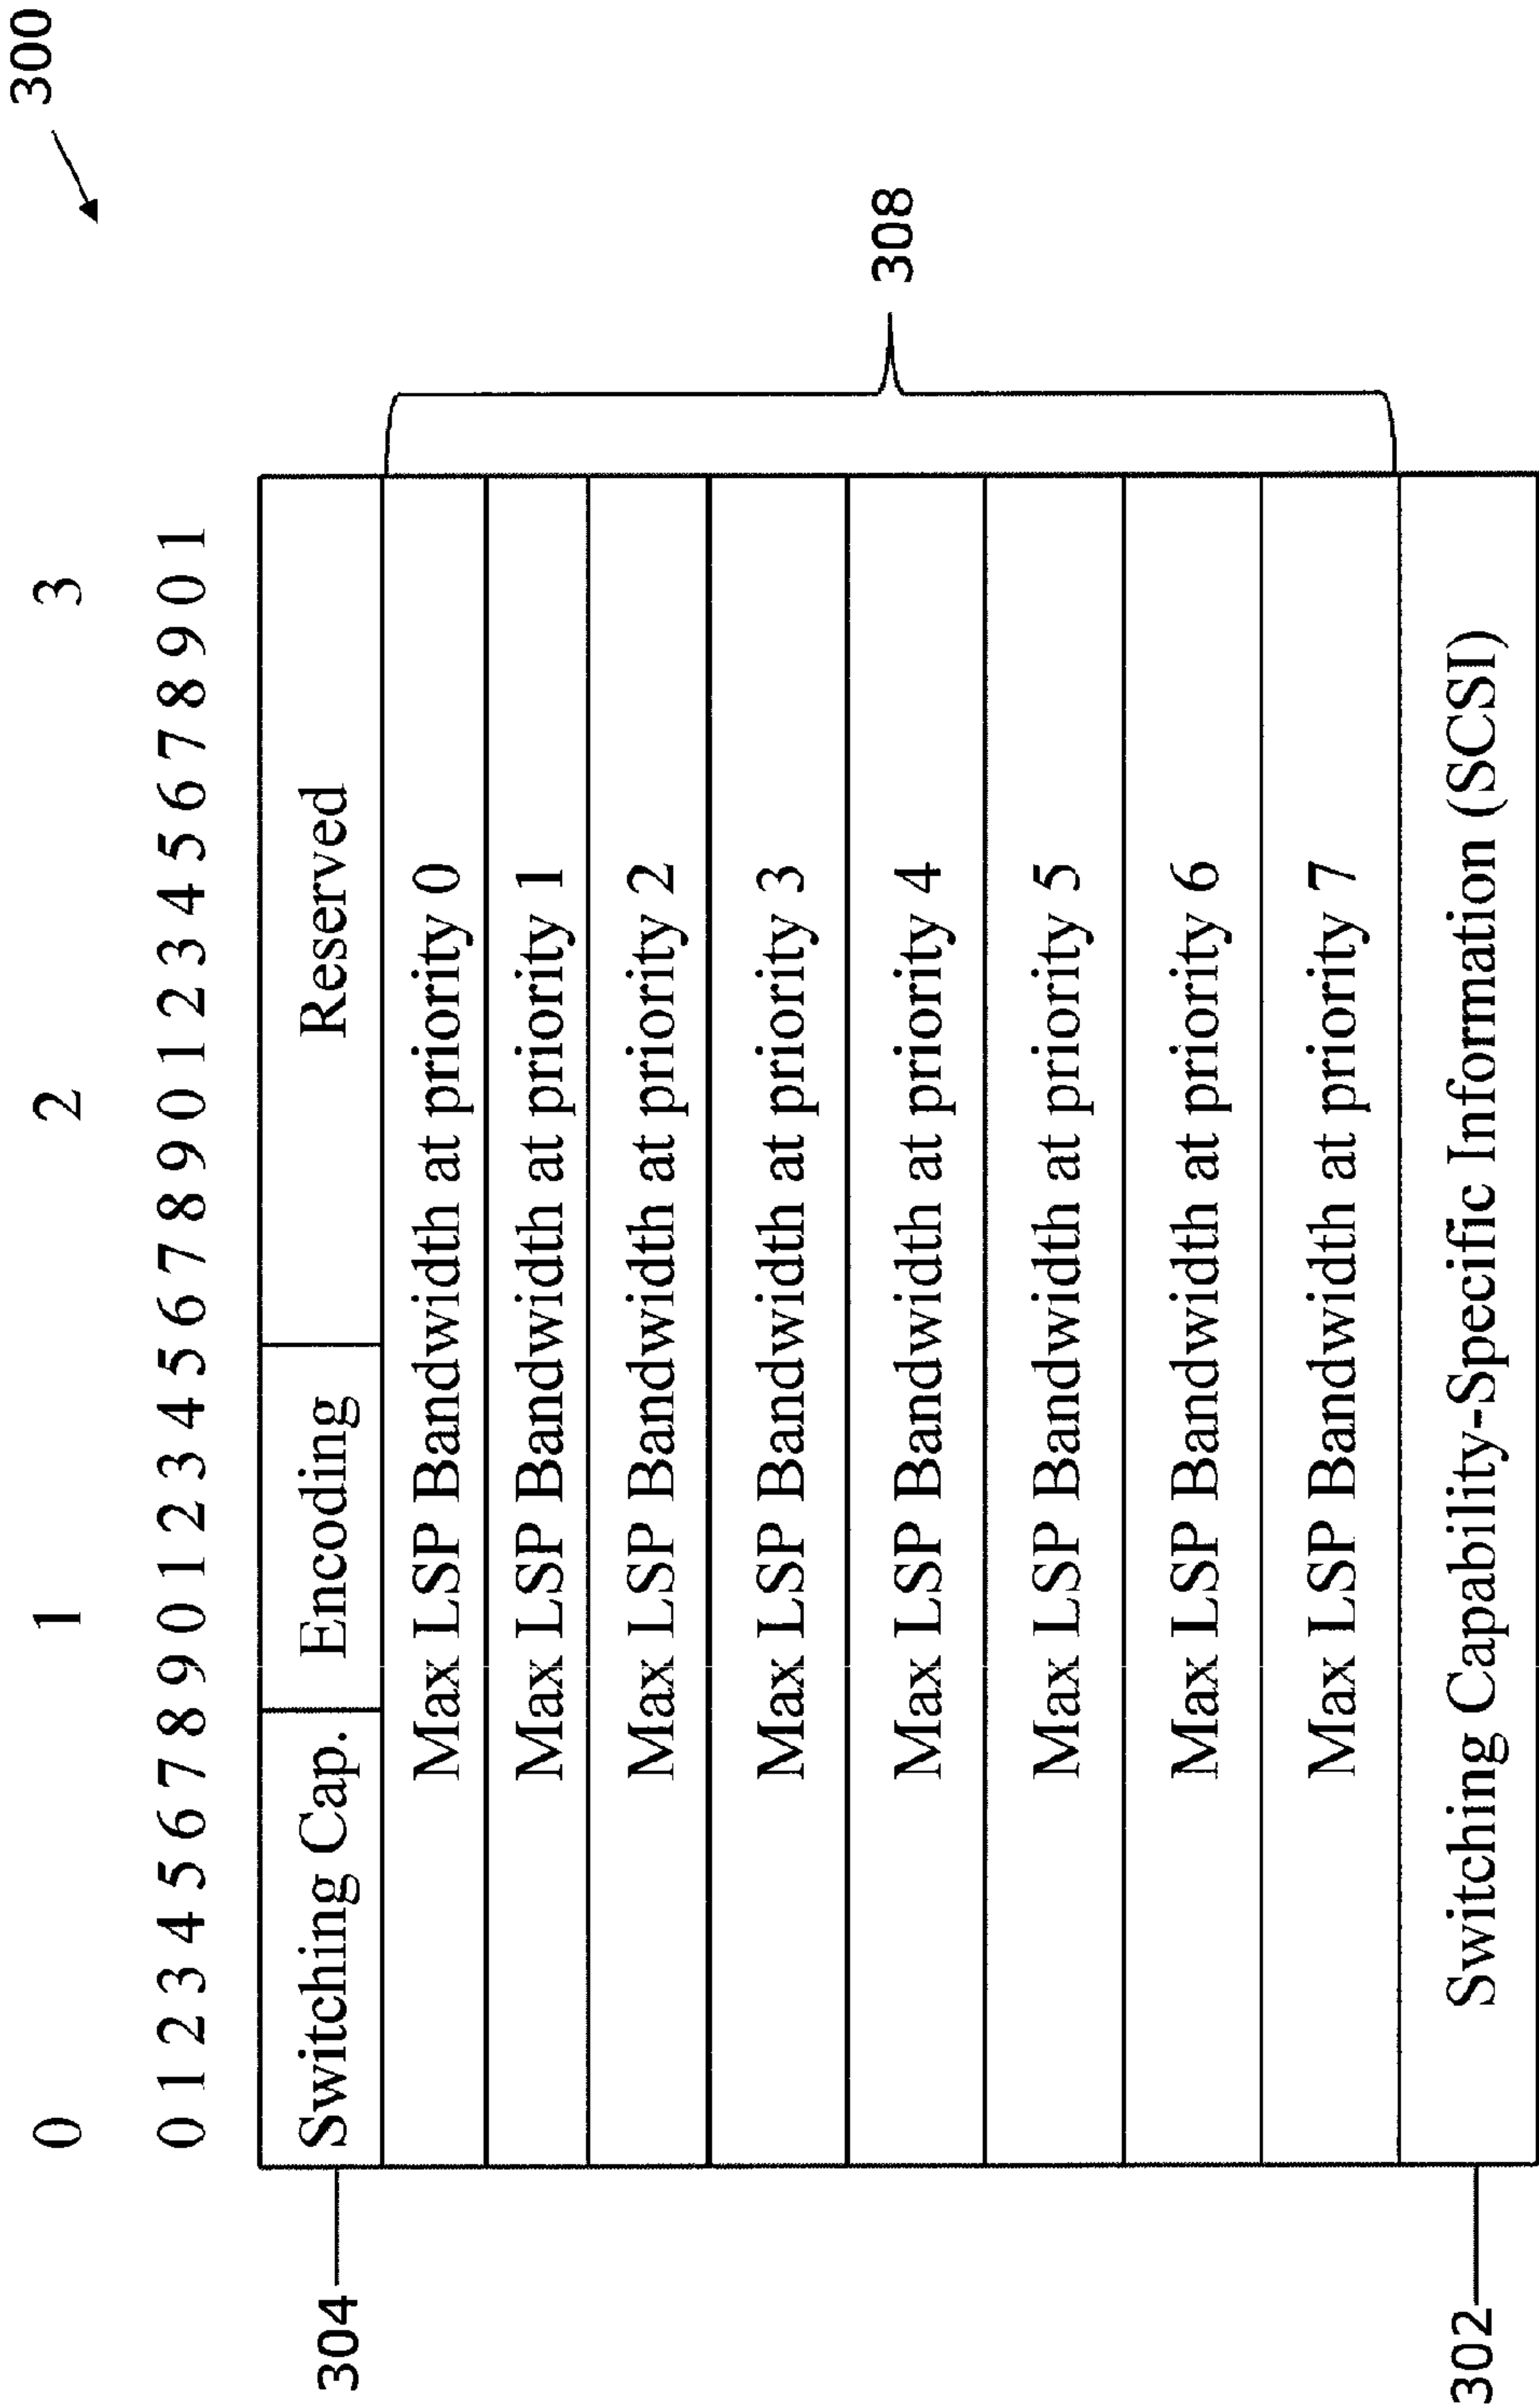 300
0 1 2 3
0 1 2 3 4 5 6 7 8 9 0 1 2 3 4 5 6 7 8 9 0 1 2 3 4 5 6 7 8 9 0 1
304
Switching Cap. Encoding Reserved
Max LSP Bandwidth at priority 0
Max LSP Bandwidth at priority 1
Max LSP Bandwidth at priority 2
Max LSP Bandwidth at priority 3
Max LSP Bandwidth at priority 4
Max LSP Bandwidth at priority 5
Max LSP Bandwidth at priority 6
Max LSP Bandwidth at priority 7
308
302
Switching Capability-Specific Information (SCSI)